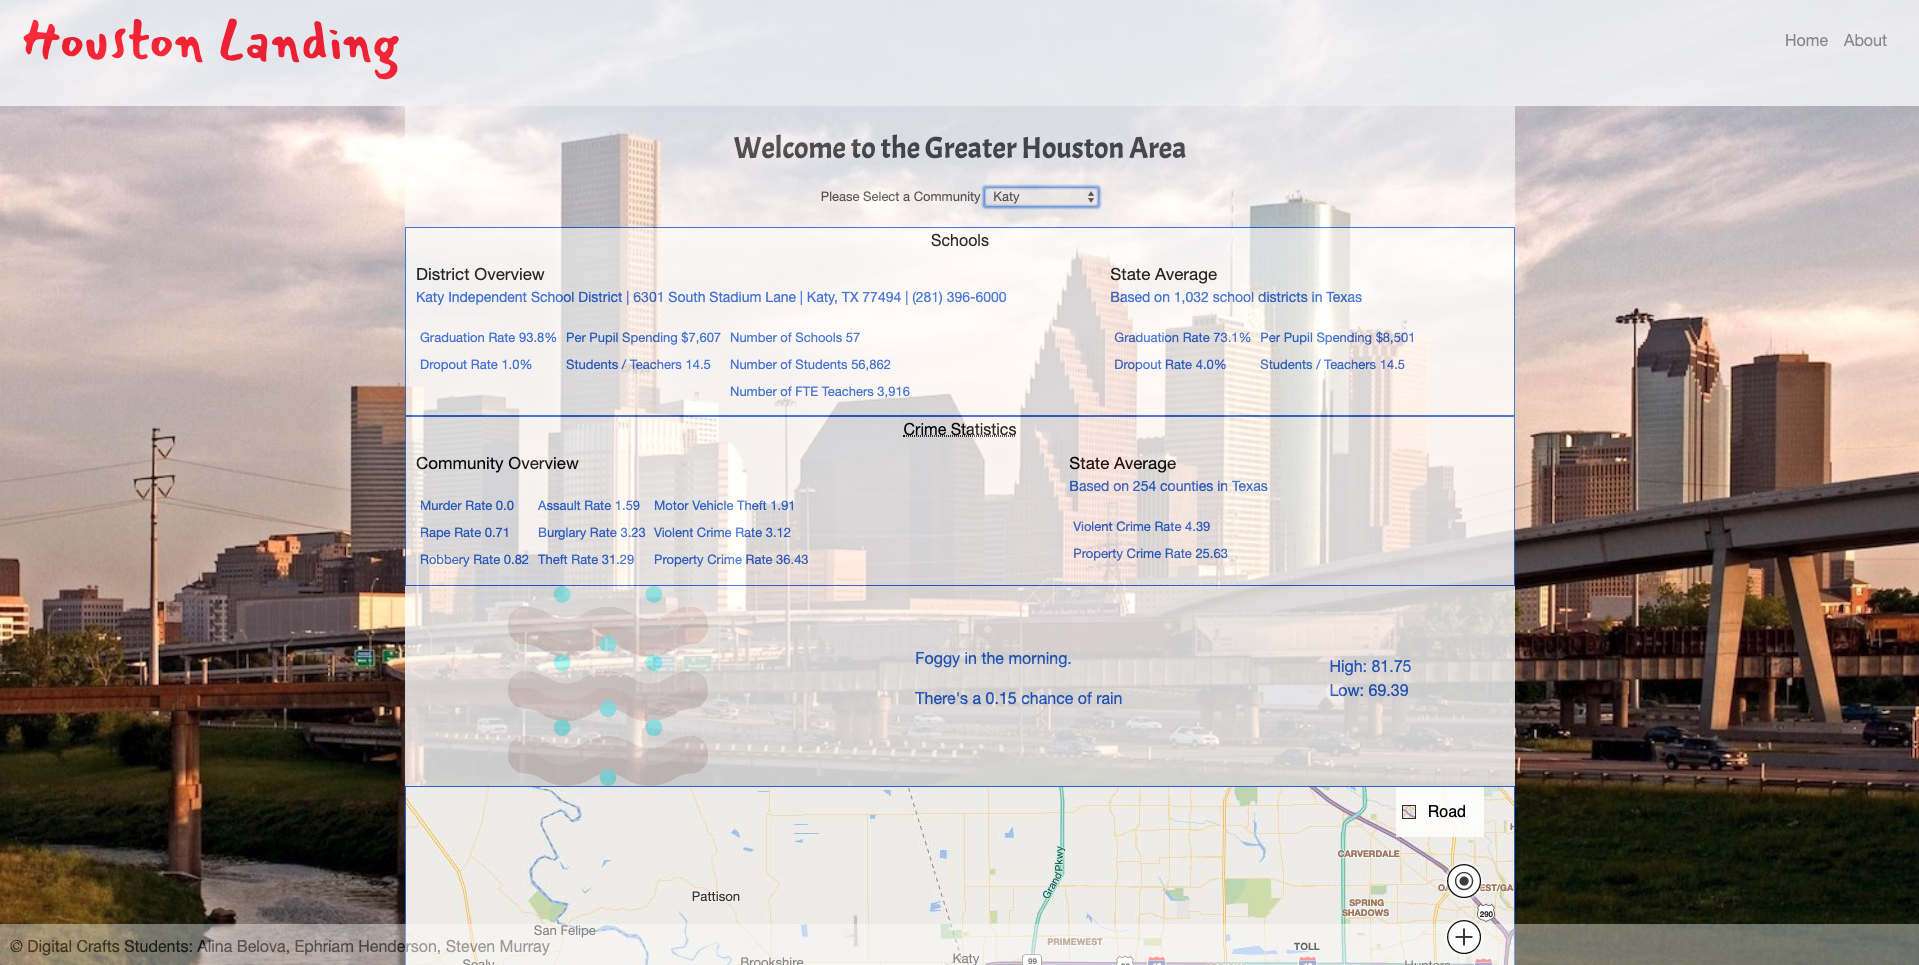 Houston Landing
Home About
Welcome to the Greater Houston Area
Please Select a Community Katy
Schools
District Overview
Katy Independent School District | 6301 South Stadium Lane | Katy, TX 77494 | (281) 396-6000
Graduation Rate 93.8% Per Pupil Spending $7,607 Number of Schools 57
Dropout Rate 1.0% Students / Teachers 14.5 Number of Students 56,862
Number of FTE Teachers 3,916
State Average
Based on 1,032 school districts in Texas
Graduation Rate 73.1% Per Pupil Spending $8,501
Dropout Rate 4.0% Students / Teachers 14.5
Crime Statistics
Community Overview
Murder Rate 0.0 Assault Rate 1.59 Motor Vehicle Theft 1.91
Rape Rate 0.71 Burglary Rate 3.23 Violent Crime Rate 3.12
Robbery Rate 0.82 Theft Rate 31.29 Property Crime Rate 36.43
State Average
Based on 254 counties in Texas
Violent Crime Rate 4.39
Property Crime Rate 25.63
Foggy in the morning.
There's a 0.15 chance of rain
High: 81.75
Low: 69.39
Road
CARVERDALE
Grand Pkwy
Pattison
SPRING
SHADOWS
290
San Felipe
PRIMEWEST
TOLL
Brookshire
Katy
99
© Digital Crafts Students: Alina Belova, Ephriam Henderson, Steven Murray